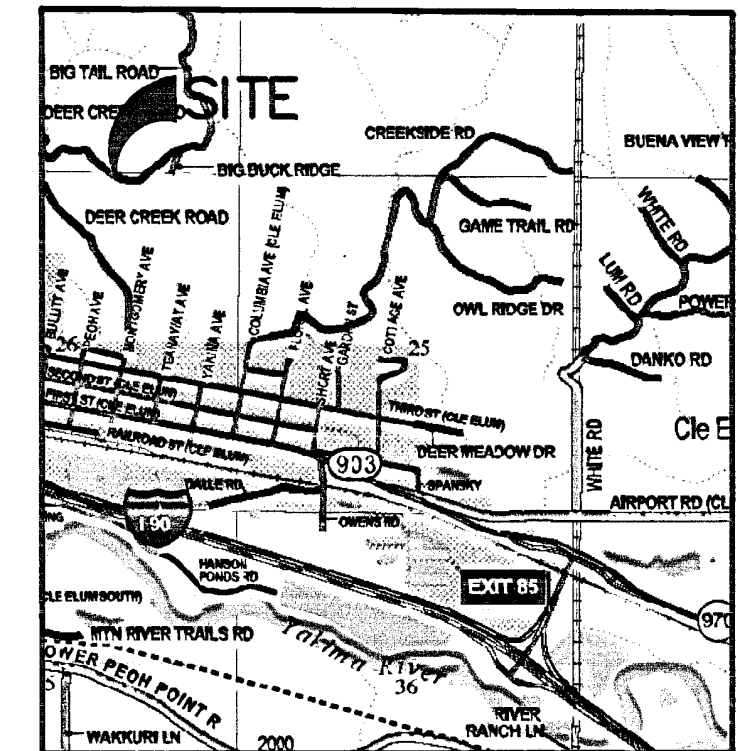 BIG TAIL ROAD
SITE
DEER CRE
BIG BUCK RIDGE
CREEKSIDE RD
BUENA VIEW
DEER CREEK ROAD
GAME TRAIL RD
WHITE RD
OWL RIDGE DR
LUM RD
POWER
DANKO RD
BULLITT AVE
PEOH AVE
MONTGOMERY AVE
TEANAWAY AVE
YAKIMA AVE
COLUMBIA AVE (CLE ELUM)
AVE
SHORT AVE
ST
COTTAGE AVE
26
25
SECOND ST (CLE ELUM)
FIRST ST (CLE ELUM)
RAILROAD ST (CLE ELUM)
THIRD ST (CLE ELUM)
903
DEER MEADOW DR
SPANSKY
Cle E
WHITE RD
AIRPORT RD (CL
DALLE RD
I 90
OWENS RD
HANSON
PONDS RD
EXIT 85
970
CLE ELUM SOUTH)
MTN RIVER TRAILS RD
Yakima River
OWER PEOH POINT R
36
WAKKURI LN
2000
RIVER
RANCH LN